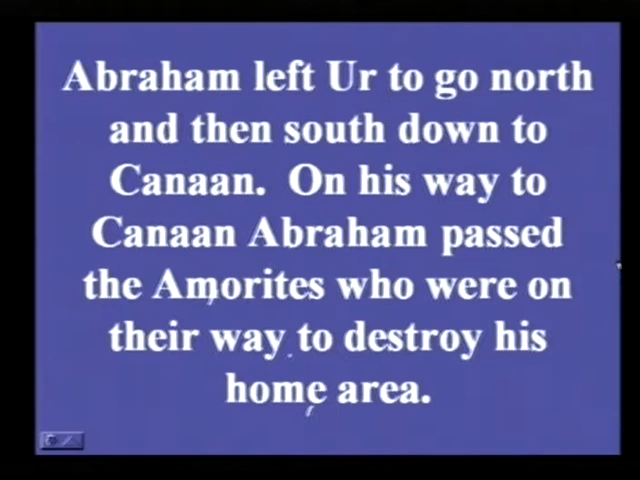 Abraham left Ur to go north
and then south down to
Canaan.  On his way to
Canaan Abraham passed
the Amorites who were on
their way to destroy his
home area.